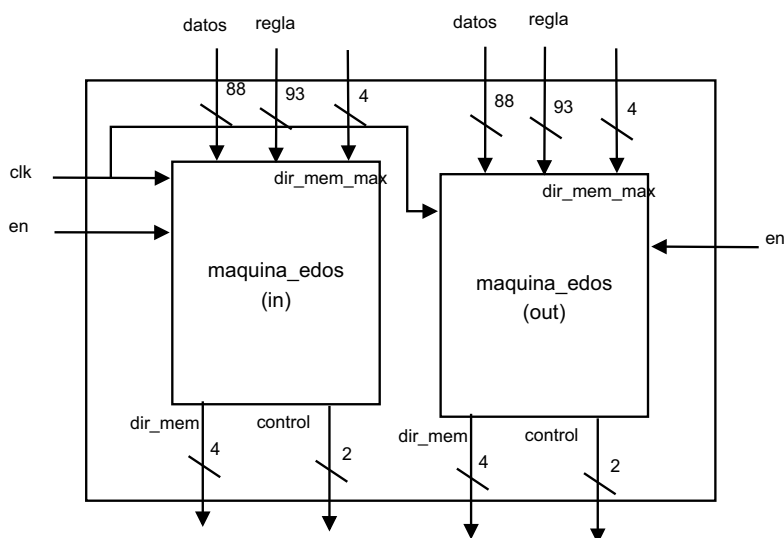 datos regla datos regla
88 93 4 88 93 4
clk
dir_mem_max dir_mem_max
en en
maquina_edos
(in)
maquina_edos
(out)
dir_mem control dir_mem control
4 2 4 2